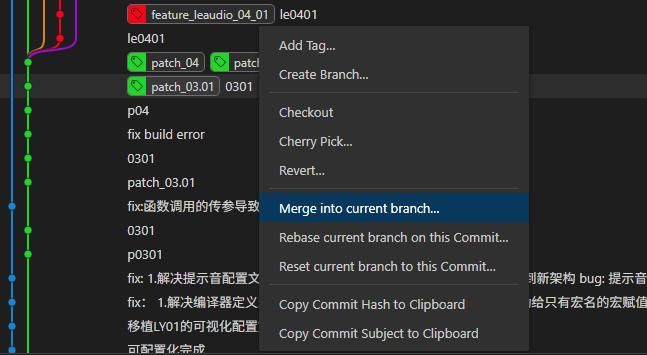 feature_leaudio_04_01 le0401
le0401
patch_04 patc
patch_03.01 0301
p04
fix build error
0301
patch_03.01
fix:函数调用的传参导致
0301
p0301
fix: 1.解决提示音配置文 到新架构 bug: 提示音
fix： 1.解决编译器定义 给只有宏名的宏赋值
移植LY01的可视化配置
可配置化完成
Add Tag...
Create Branch...
Checkout
Cherry Pick...
Revert...
Merge into current branch...
Rebase current branch on this Commit...
Reset current branch to this Commit...
Copy Commit Hash to Clipboard
Copy Commit Subject to Clipboard